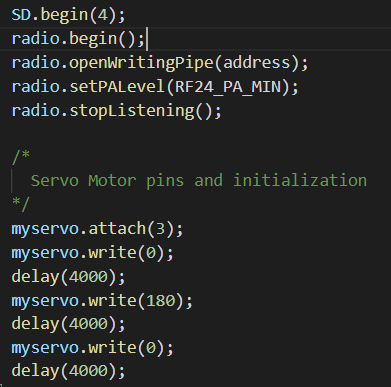 SD.begin(4);
radio.begin();
radio.openWritingPipe(address);
radio.setPALevel(RF24_PA_MIN);
radio.stopListening();

/*
  Servo Motor pins and initialization
*/
myservo.attach(3);
myservo.write(0);
delay(4000);
myservo.write(180);
delay(4000);
myservo.write(0);
delay(4000);